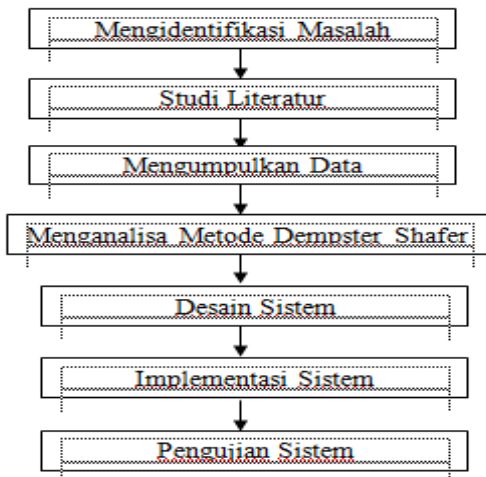 Mengidentifikasi Masalah
Studi Literatur
Mengumpulkan Data
Menganalisa Metode Dempster Shafer
Desain Sistem
Implementasi Sistem
Pengujian Sistem